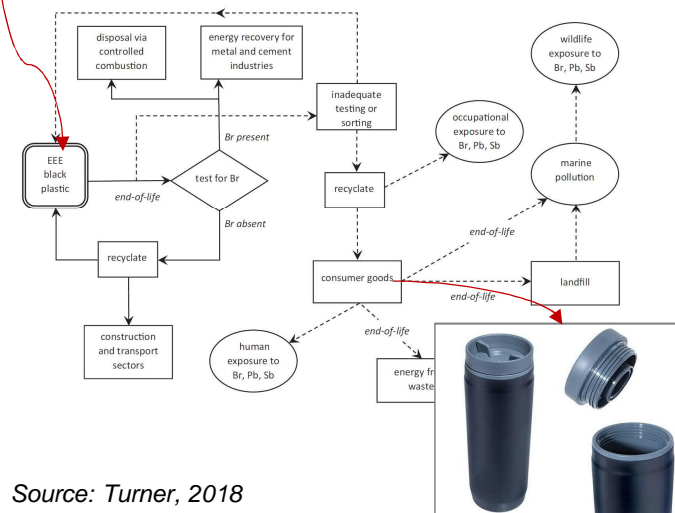 disposal via
controlled
combustion
energy recovery for
metal and cement
industries
wildlife
exposure to
Br, Pb, Sb
inadequate
testing or
sorting
occupational
exposure to
Br, Pb, Sb
Br present
EEE
black
plastic
end-of-life
test for Br
recyclate
marine
pollution
Br absent
end-of-life
recyclate
consumer goods
end-of-life
landfill
construction
and transport
sectors
human
exposure to
Br, Pb, Sb
end-of-life
energy
waste
Source: Turner, 2018